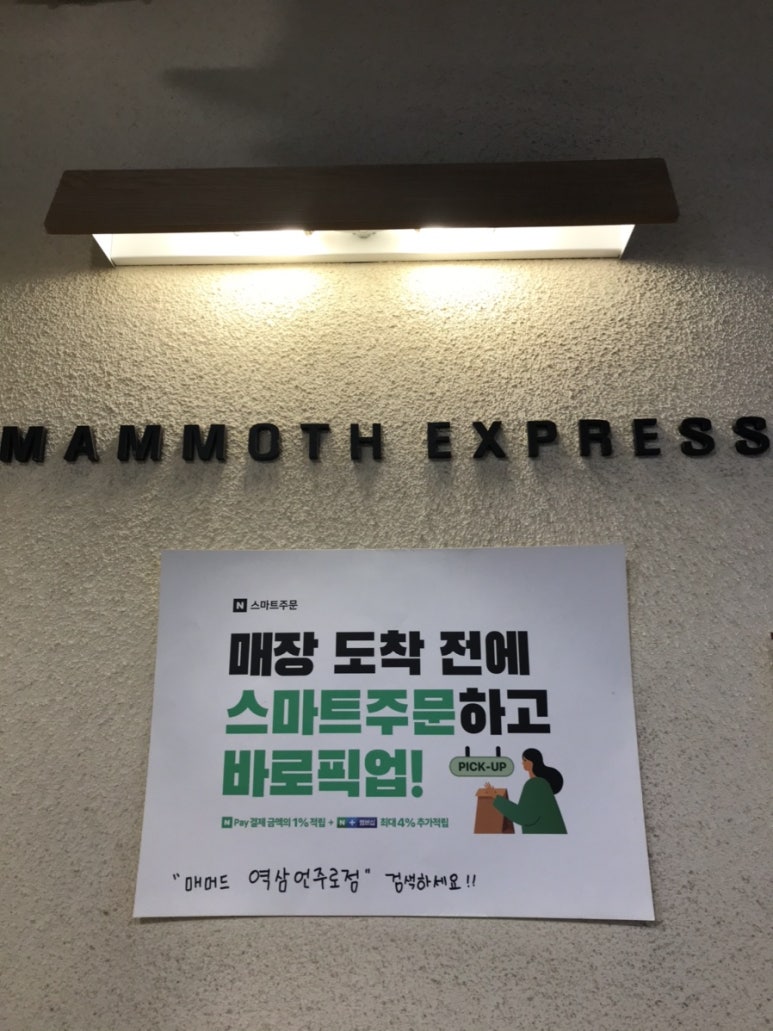 MAMMOTH EXPRESS
N 스마트주문
매장 도착 전에
스마트주문하고
바로픽업!
PICK-UP
N Pay 결제 금액의 1% 적립 + N + 멤버십 최대 4% 추가적립
"매머드 역삼언주로점" 검색하세요!!